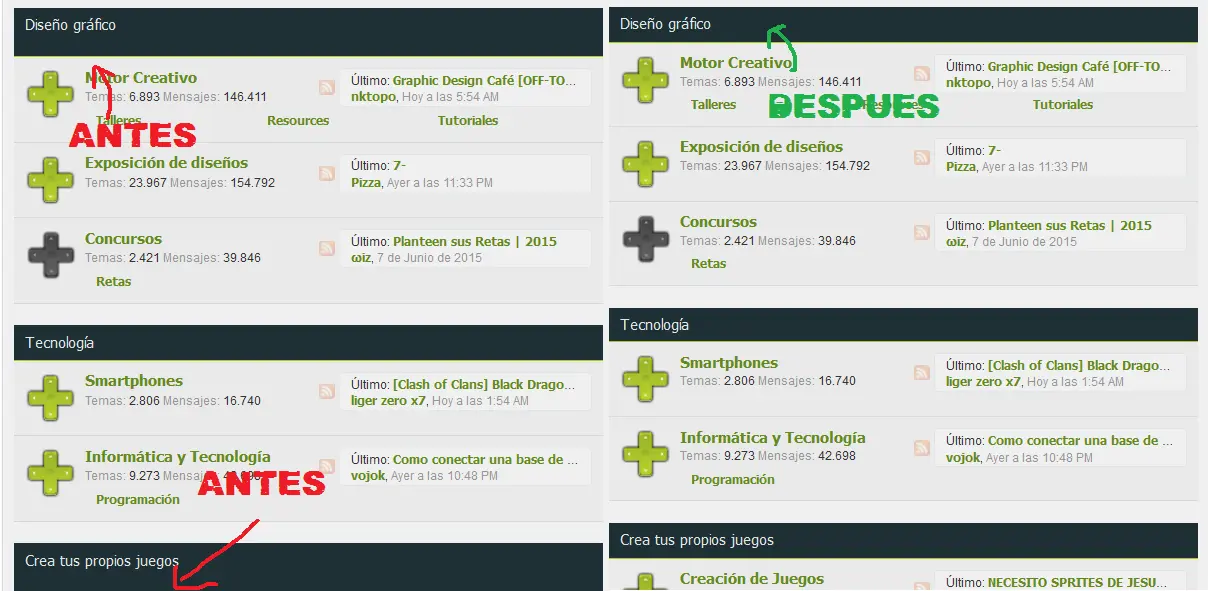 Diseño gráfico
Motor Creativo
Temas: 6.893 Mensajes: 146.411
Último: Graphic Design Café [OFF-TO...
nktopo, Hoy a las 5:54 AM
Talleres
Resources
Tutoriales
ANTES
Exposición de diseños
Temas: 23.967 Mensajes: 154.792
Último: 7-
Pizza, Ayer a las 11:33 PM
Concursos
Temas: 2.421 Mensajes: 39.846
Último: Planteen sus Retas | 2015
ωiz, 7 de Junio de 2015
Retas
Tecnología
Smartphones
Temas: 2.806 Mensajes: 16.740
Último: [Clash of Clans] Black Drago...
liger zero x7, Hoy a las 1:54 AM
Informática y Tecnología
Temas: 9.273 Mensajes: 42.698
Último: Como conectar una base de ...
vojok, Ayer a las 10:48 PM
Programación
ANTES
Crea tus propios juegos
Diseño gráfico
Motor Creativo
Temas: 6.893 Mensajes: 146.411
Último: Graphic Design Café [OFF-TO...
nktopo, Hoy a las 5:54 AM
Talleres
Resources
Tutoriales
DESPUES
Exposición de diseños
Temas: 23.967 Mensajes: 154.792
Último: 7-
Pizza, Ayer a las 11:33 PM
Concursos
Temas: 2.421 Mensajes: 39.846
Último: Planteen sus Retas | 2015
ωiz, 7 de Junio de 2015
Retas
Tecnología
Smartphones
Temas: 2.806 Mensajes: 16.740
Último: [Clash of Clans] Black Drago...
liger zero x7, Hoy a las 1:54 AM
Informática y Tecnología
Temas: 9.273 Mensajes: 42.698
Último: Como conectar una base de ...
vojok, Ayer a las 10:48 PM
Programación
Crea tus propios juegos
Creación de Juegos
Último: NECESITO SPRITES DE JESU...